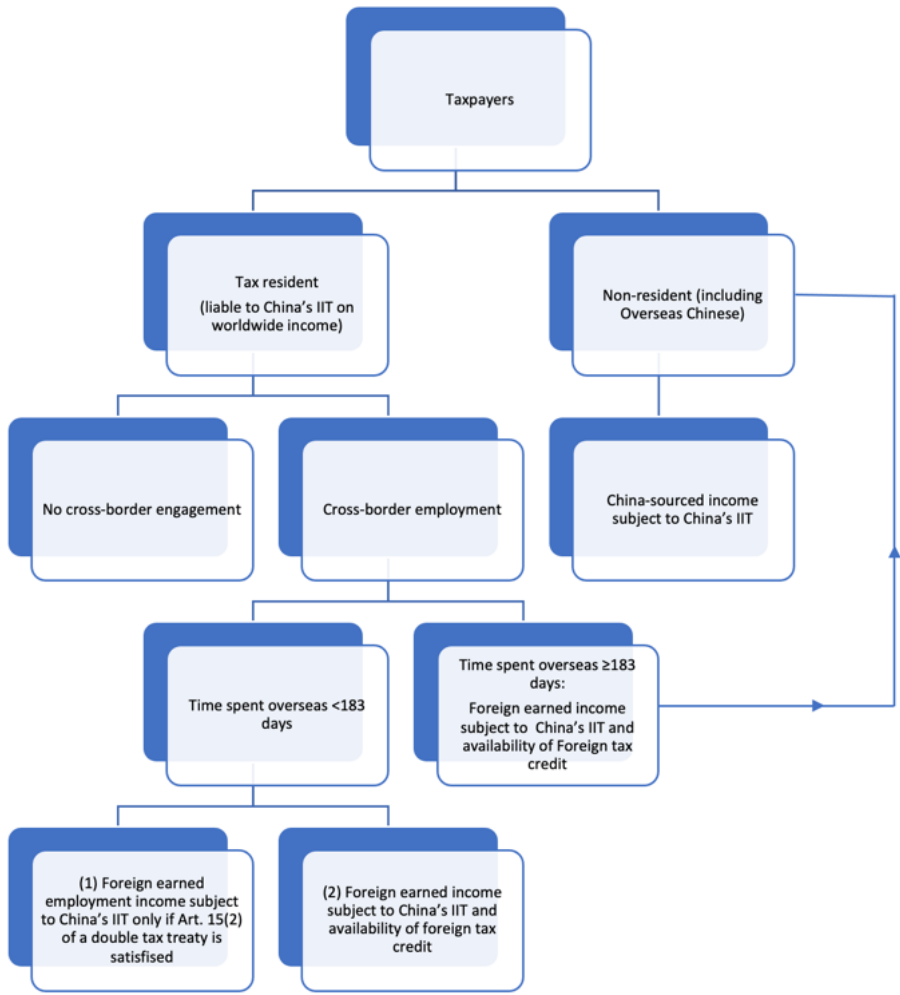 Taxpayers
Tax resident
(liable to China's IIT on
worldwide income)
Non-resident (including
Overseas Chinese)
No cross-border engagement
Cross-border employment
China-sourced income
subject to China's IIT
Time spent overseas <183
days
Time spent overseas ≥183
days:
Foreign earned income
subject to China's IIT and
availability of Foreign tax
credit
(1) Foreign earned
employment income subject
to China's IIT only if Art. 15(2)
of a double tax treaty is
satisfised
(2) Foreign earned income
subject to China's IIT and
availability of foreign tax
credit